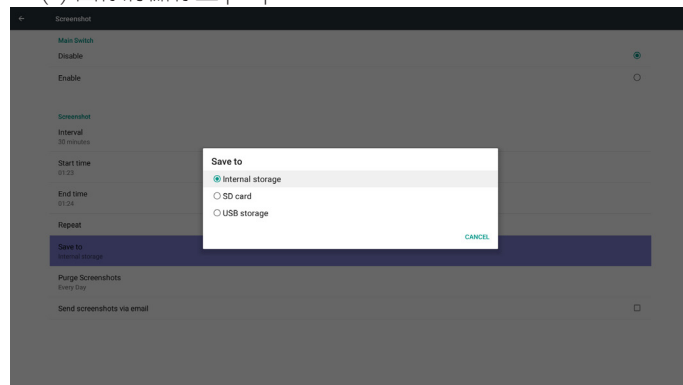 Screenshot
Main Switch
Disable
Enable
Screenshot
Interval
30 minutes
Start time
01:23
End time
01:24
Repeat
Save to
Internal storage
Purge Screenshots
Every Day
Send screenshots via email
Save to
Internal storage
SD card
USB storage
CANCEL